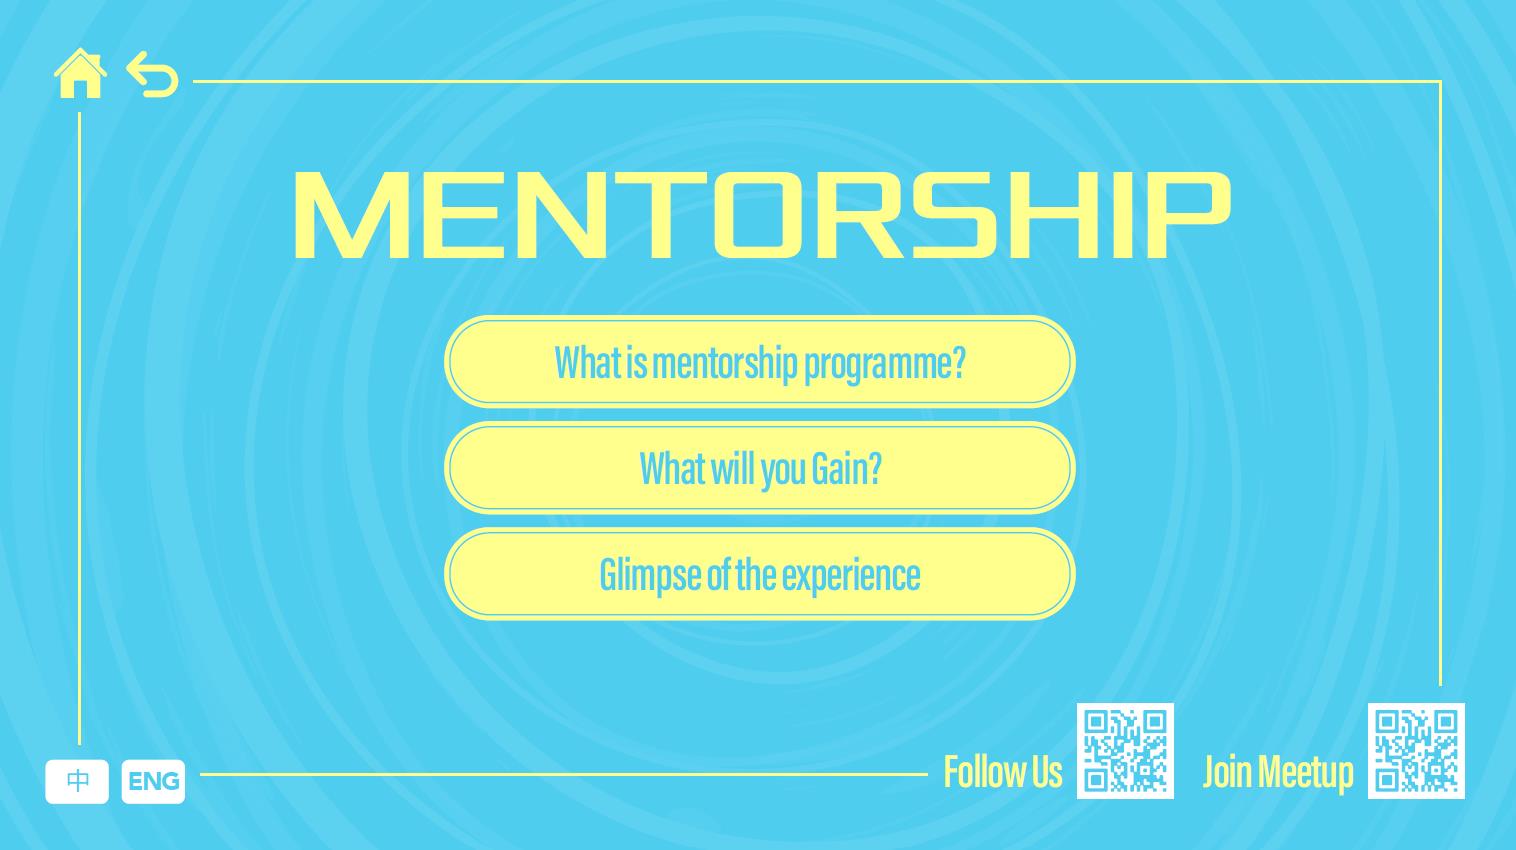 MENTORSHIP
What is mentorship programme?
What will you Gain?
Glimpse of the experience
Follow Us
Join Meetup
中
ENG